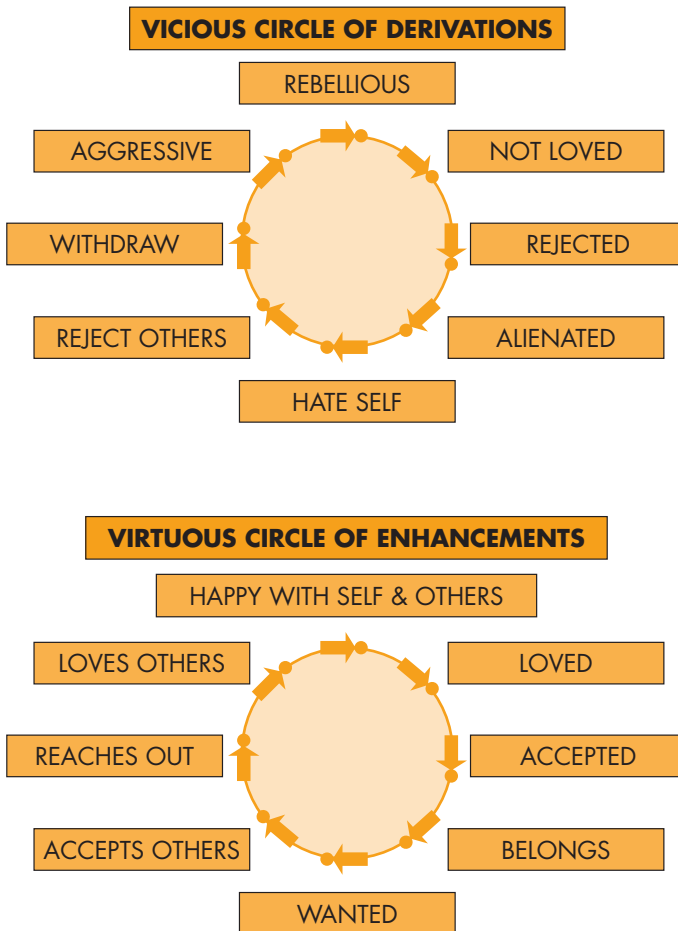 VICIOUS CIRCLE OF DERIVATIONS
REBELLIOUS
AGGRESSIVE
NOT LOVED
WITHDRAW
REJECTED
REJECT OTHERS
ALIENATED
HATE SELF
VIRTUOUS CIRCLE OF ENHANCEMENTS
HAPPY WITH SELF & OTHERS
LOVES OTHERS
LOVED
REACHES OUT
ACCEPTED
ACCEPTS OTHERS
BELONGS
WANTED